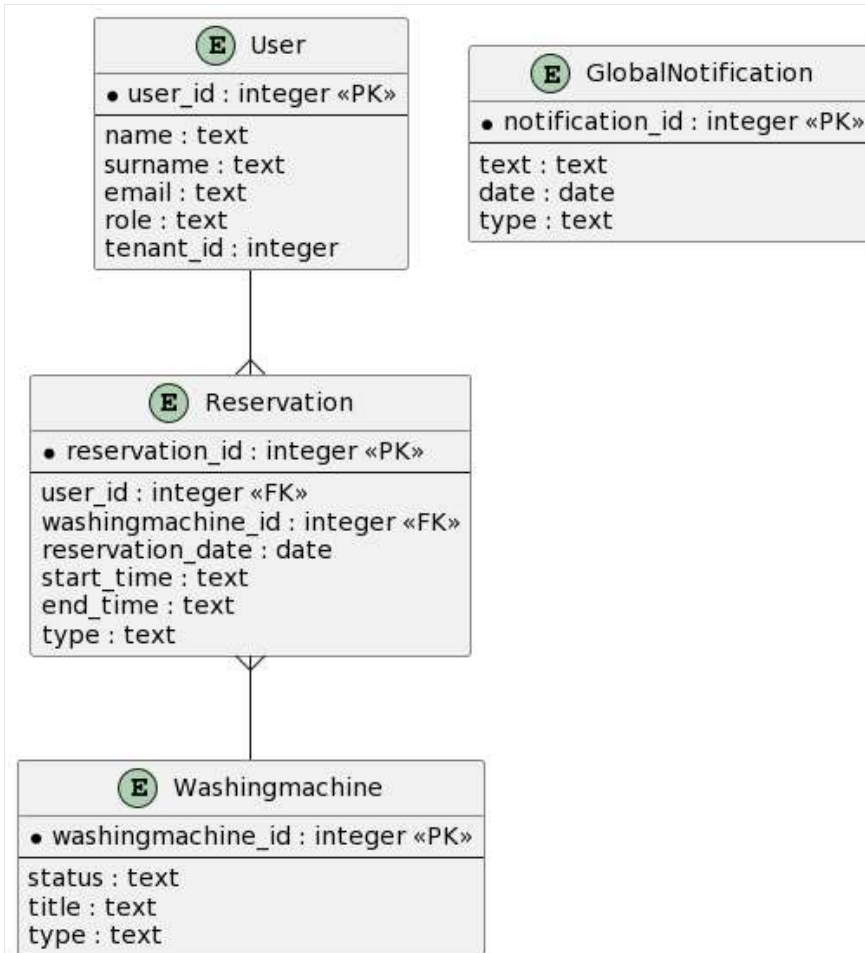 E User
• user_id : integer «PK»
name : text
surname : text
email : text
role : text
tenant_id : integer
E GlobalNotification
• notification_id : integer «PK»
text : text
date : date
type : text
E Reservation
• reservation_id : integer «PK»
user_id : integer «FK»
washingmachine_id : integer «FK»
reservation_date : date
start_time : text
end_time : text
type : text
E Washingmachine
• washingmachine_id : integer «PK»
status : text
title : text
type : text